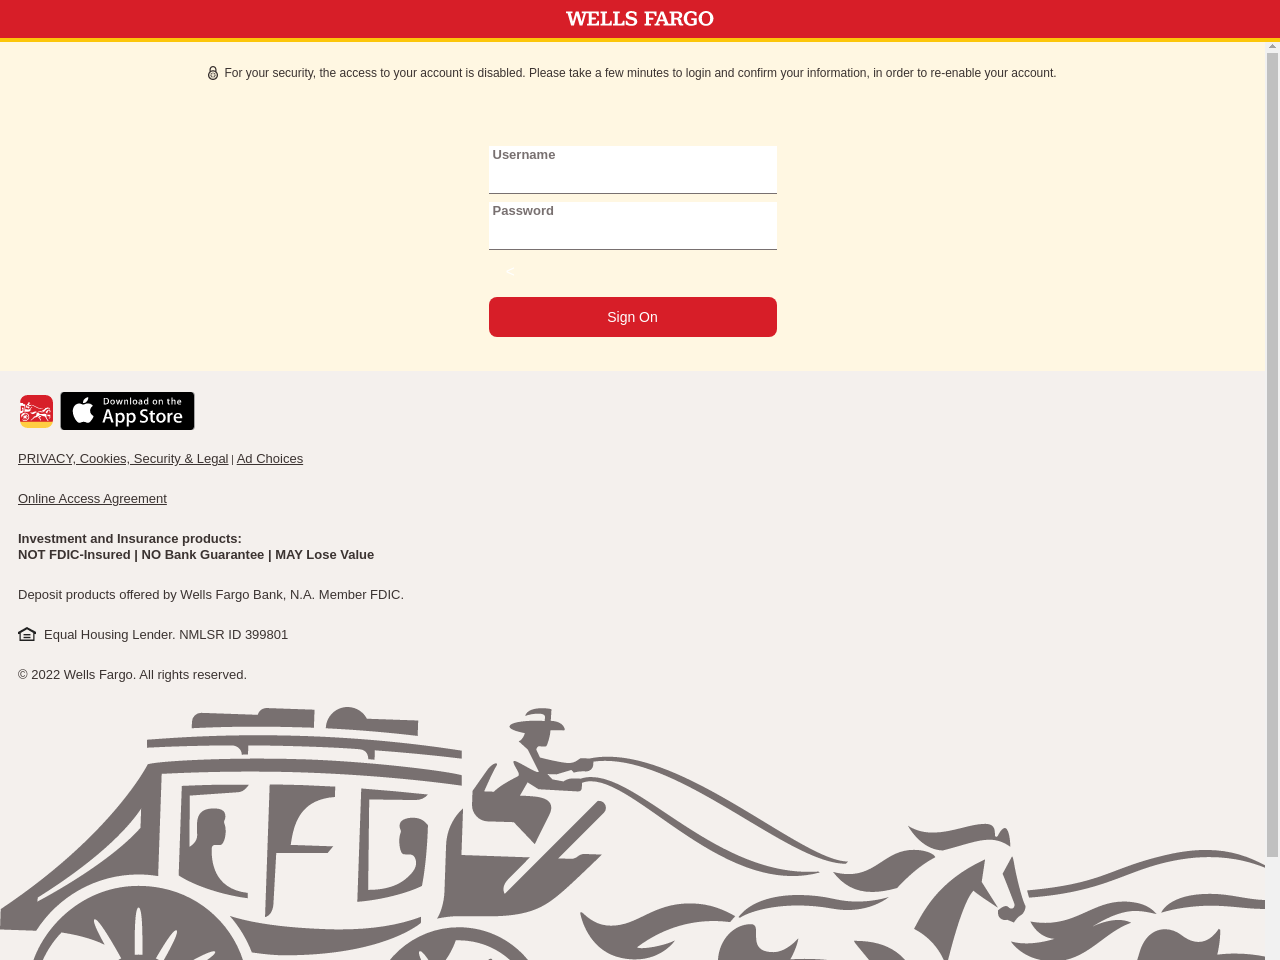 WELLS FARGO
For your security, the access to your account is disabled. Please take a few minutes to login and confirm your information, in order to re-enable your account.
Username
Password
<
Sign On
Download on the
App Store
PRIVACY, Cookies, Security & Legal | Ad Choices
Online Access Agreement
Investment and Insurance products:
NOT FDIC-Insured | NO Bank Guarantee | MAY Lose Value
Deposit products offered by Wells Fargo Bank, N.A. Member FDIC.
Equal Housing Lender. NMLSR ID 399801
© 2022 Wells Fargo. All rights reserved.